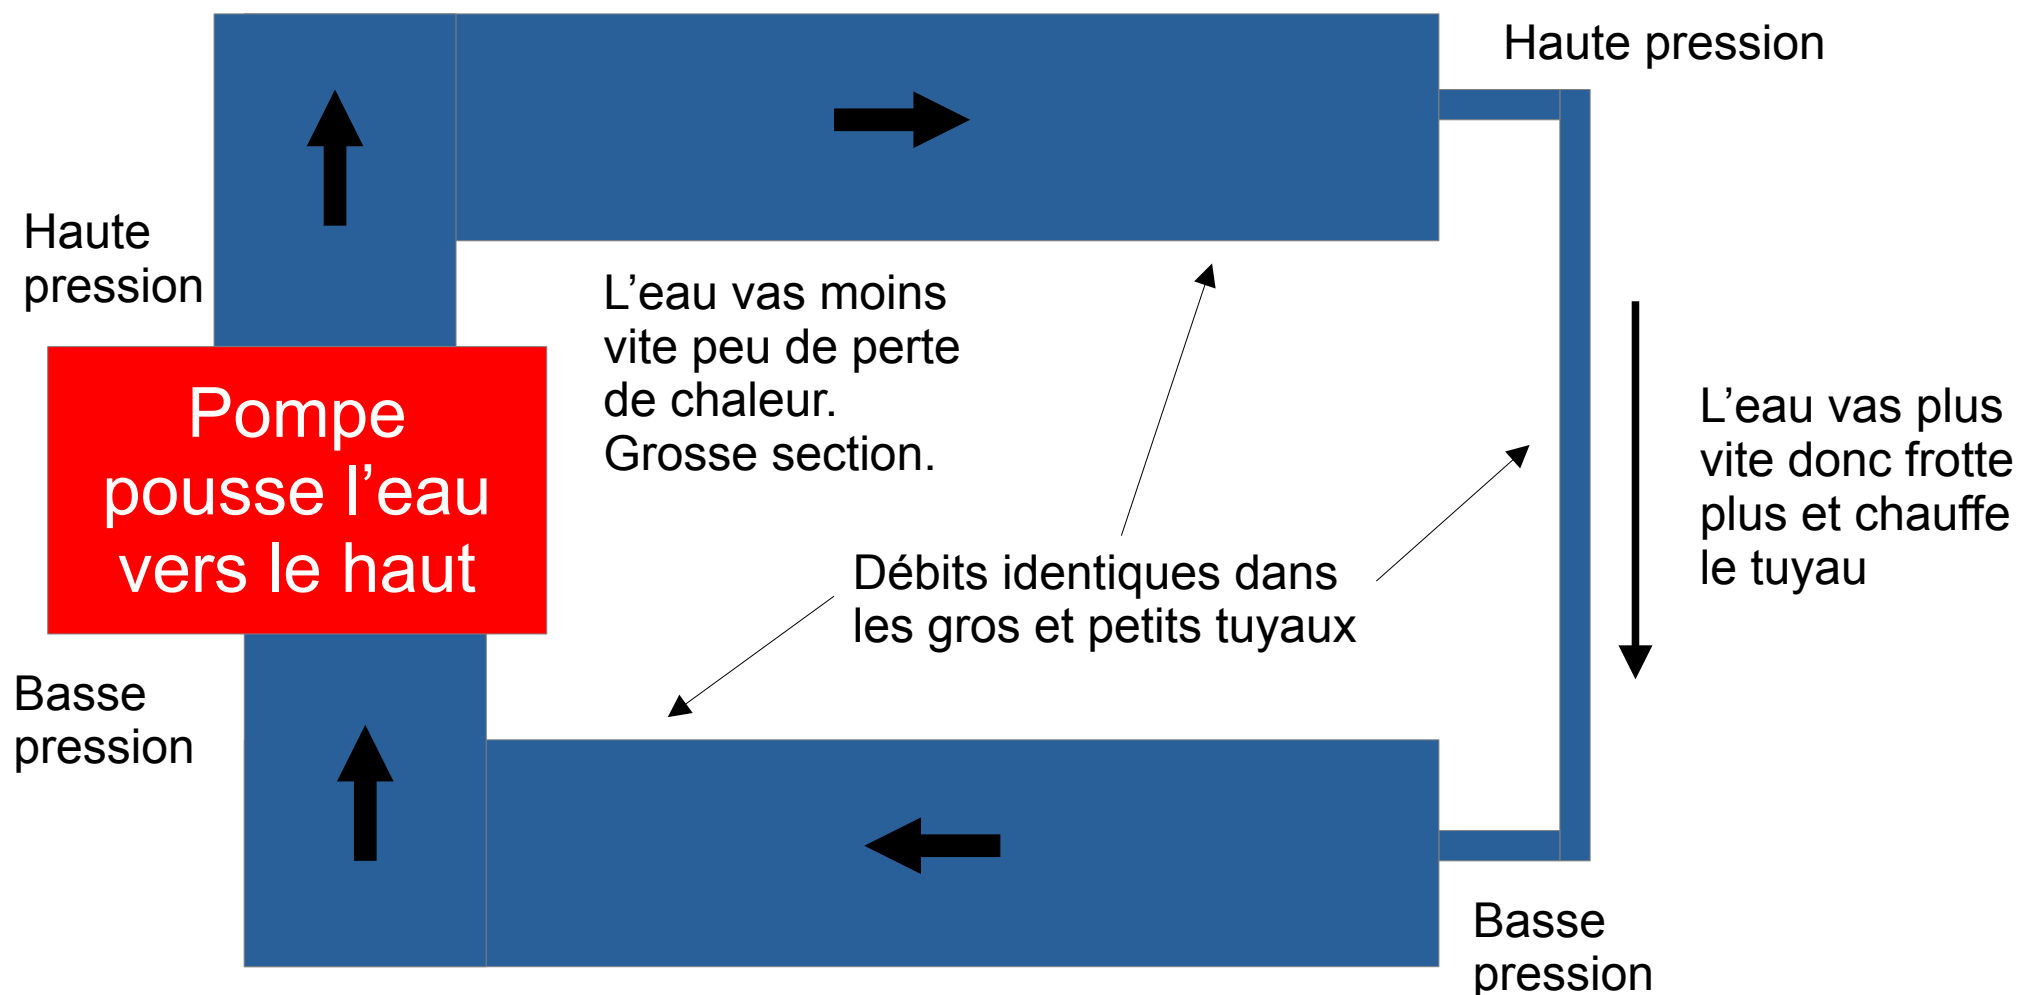 Haute pression
Haute
pression
L’eau vas moins
vite peu de perte
de chaleur.
Grosse section.
Pompe
pousse l’eau
vers le haut
L’eau vas plus
vite donc frotte
plus et chauffe
le tuyau
Débits identiques dans
les gros et petits tuyaux
Basse
pression
Basse
pression